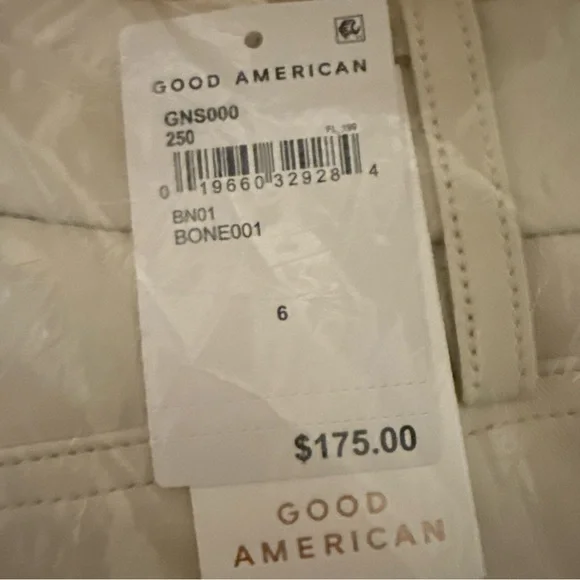 GOOD AMERICAN
GNS000
250
0 19660 32928 4
BN01
BONE001
6
$175.00
GOOD
AMERICAN